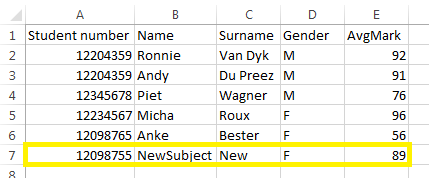 A B C D E
1 Student number Name Surname Gender AvgMark
2 12204359 Ronnie Van Dyk M 92
3 12204359 Andy Du Preez M 91
4 12345678 Piet Wagner M 76
5 12234567 Micha Roux F 96
6 12098765 Anke Bester F 56
7 12098755 NewSubject New F 89